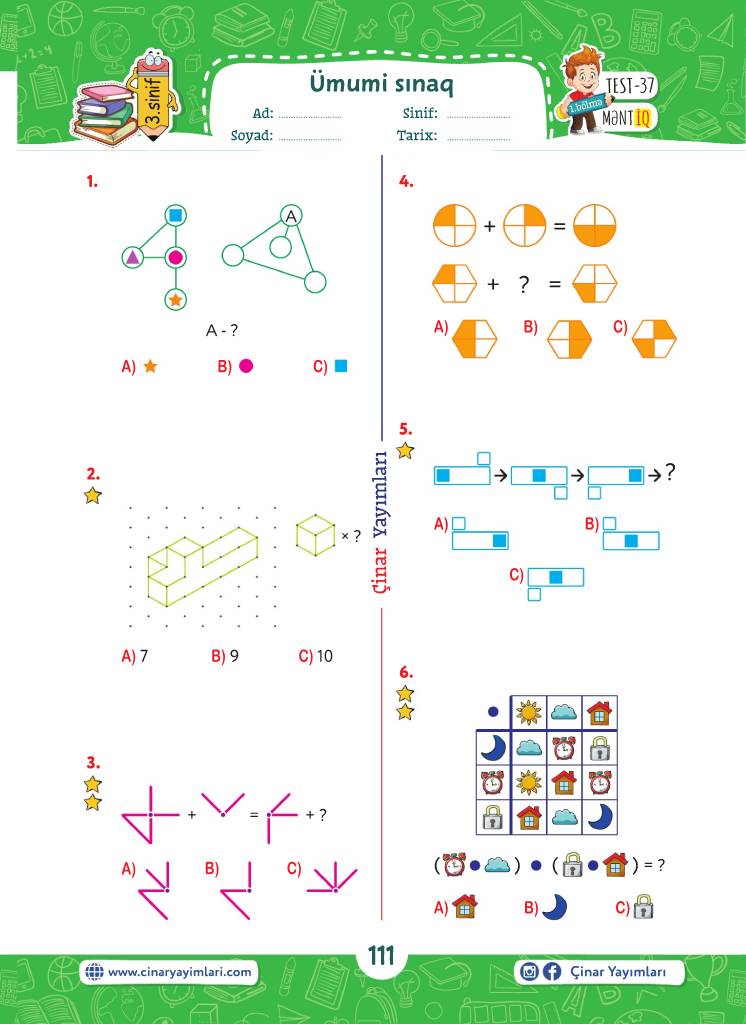 Ümumi sınaq
3.sinif
Ad:
Sinif:
Soyad:
Tarix:
TEST-37
1.bölmə
MƏNTİQ
1.
A
A - ?
A)
B)
C)
2.
× ?
A) 7
B) 9
C) 10
3.
+
=
+ ?
A)
B)
C)
Çinar Yayımları
4.
+
=
+ ? =
A)
B)
C)
5.
?
A)
B)
C)
6.
( ● ) ● ( ● ) = ?
A)
B)
C)
111
www.cinaryayimlari.com
Çinar Yayımları